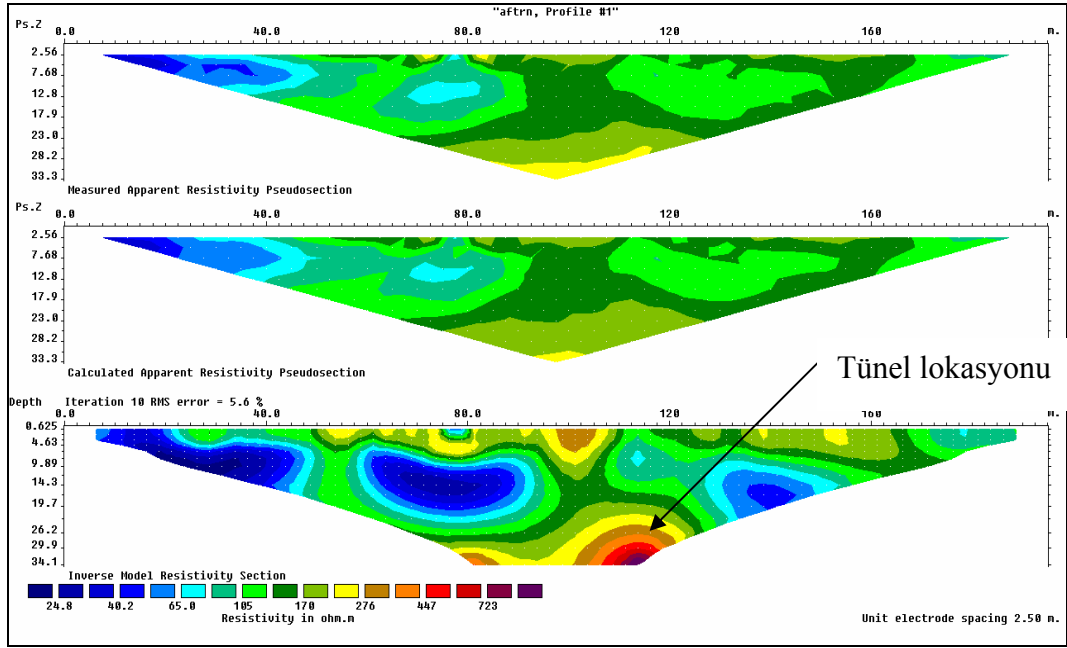 "aftrn, Profile #1"
Ps.Z 0.0 40.0 80.0 120 160 m.
2.56
7.68
12.8
17.9
23.0
28.2
33.3
Measured Apparent Resistivity Pseudosection
Ps.Z 0.0 40.0 80.0 120 160 m.
2.56
7.68
12.8
17.9
23.0
28.2
33.3
Calculated Apparent Resistivity Pseudosection
Tünel lokasyonu
Depth Iteration 10 RMS error = 5.6 %
0.0 40.0 80.0 120 160 m.
0.625
4.63
9.89
14.3
19.7
26.2
29.9
34.1
Inverse Model Resistivity Section
24.8 40.2 65.0 105 170 276 447 723
Resistivity in ohm.m
Unit electrode spacing 2.50 m.